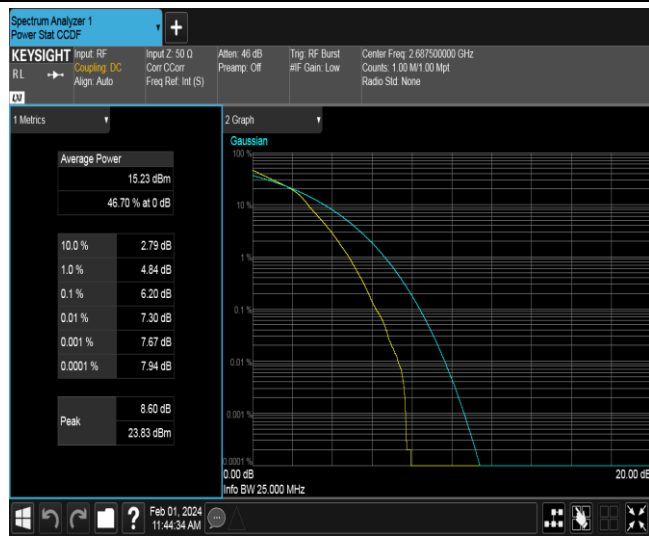 Spectrum Analyzer 1
Power Stat CCDF
+
KEYSIGHT
RL
LXI
Input: RF
Coupling: DC
Align: Auto
Input Z: 50 Ω
Corr CCorr
Freq Ref: Int (S)
Atten: 46 dB
Preamp: Off
Trig: RF Burst
#IF Gain: Low
Center Freq: 2.687500000 GHz
Counts: 1.00 M/1.00 Mpt
Radio Std: None
1 Metrics
Average Power
15.23 dBm
46.70 % at 0 dB
10.0 % 2.79 dB
1.0 % 4.84 dB
0.1 % 6.20 dB
0.01 % 7.30 dB
0.001 % 7.67 dB
0.0001 % 7.94 dB
Peak
8.60 dB
23.83 dBm
2 Graph
Gaussian
100 %
10 %
1 %
0.1 %
0.01 %
0.001 %
0.0001 %
0.00 dB
20.00 dB
Info BW 25.000 MHz
?
Feb 01, 2024
11:44:34 AM